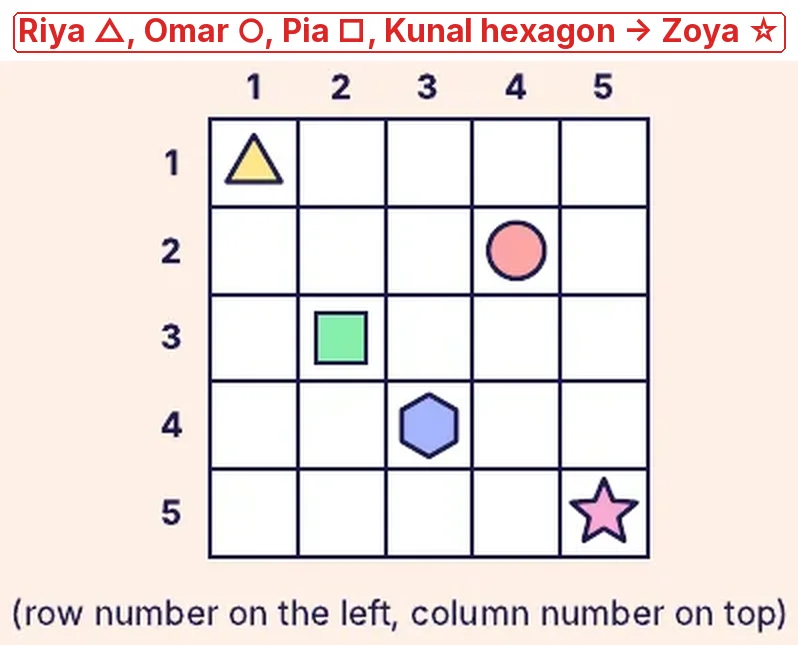 Riya △, Omar ○, Pia □, Kunal hexagon → Zoya ☆
1 2 3 4 5
1
2
3
4
5
(row number on the left, column number on top)